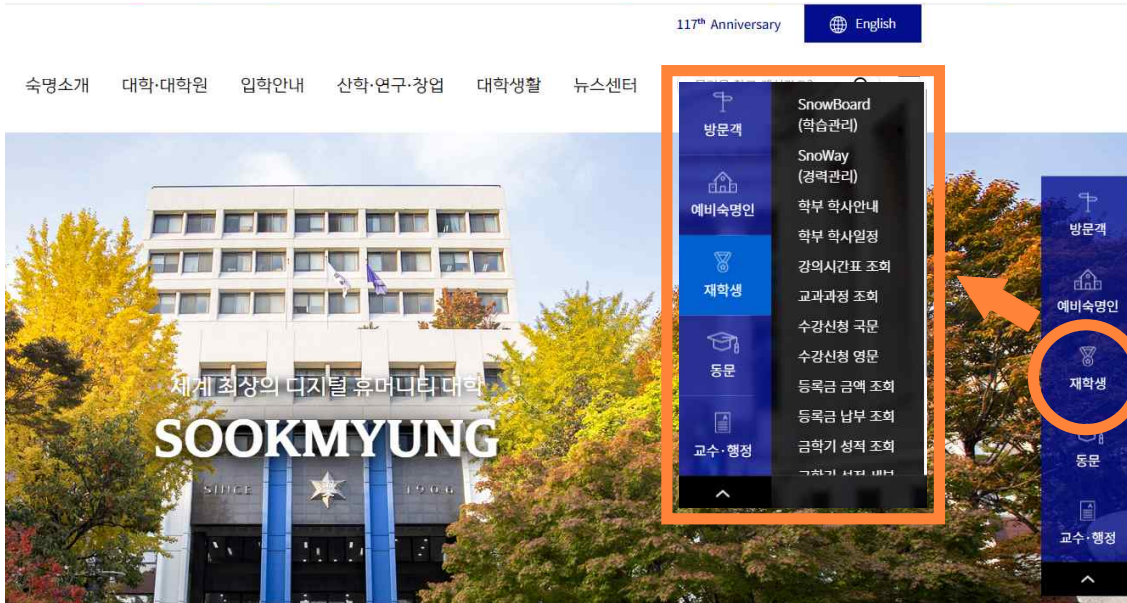 117th Anniversary
English
숙명소개
대학·대학원
입학안내
산학·연구·창업
대학생활
뉴스센터
방문객
예비숙명인
재학생
동문
교수·행정
SnowBoard
(학습관리)
SnoWay
(경력관리)
학부 학사안내
학부 학사일정
강의시간표 조회
교과과정 조회
수강신청 국문
수강신청 영문
등록금 금액 조회
등록금 납부 조회
금학기 성적 조회
방문객
예비숙명인
재학생
동문
교수·행정
세계 최상의 디지털 휴머니티 대학
SOOKMYUNG
SINCE 1906